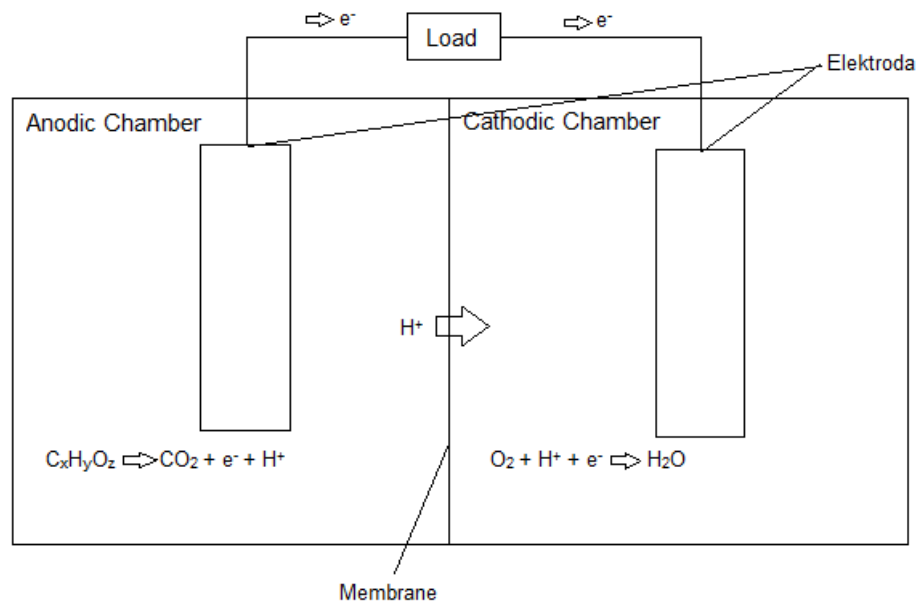 ⇨ e⁻
Load
⇨ e⁻
Elektroda
Anodic Chamber
Cathodic Chamber
H⁺
CₓHᵧO_z ⇨ CO₂ + e⁻ + H⁺
O₂ + H⁺ + e⁻ ⇨ H₂O
Membrane